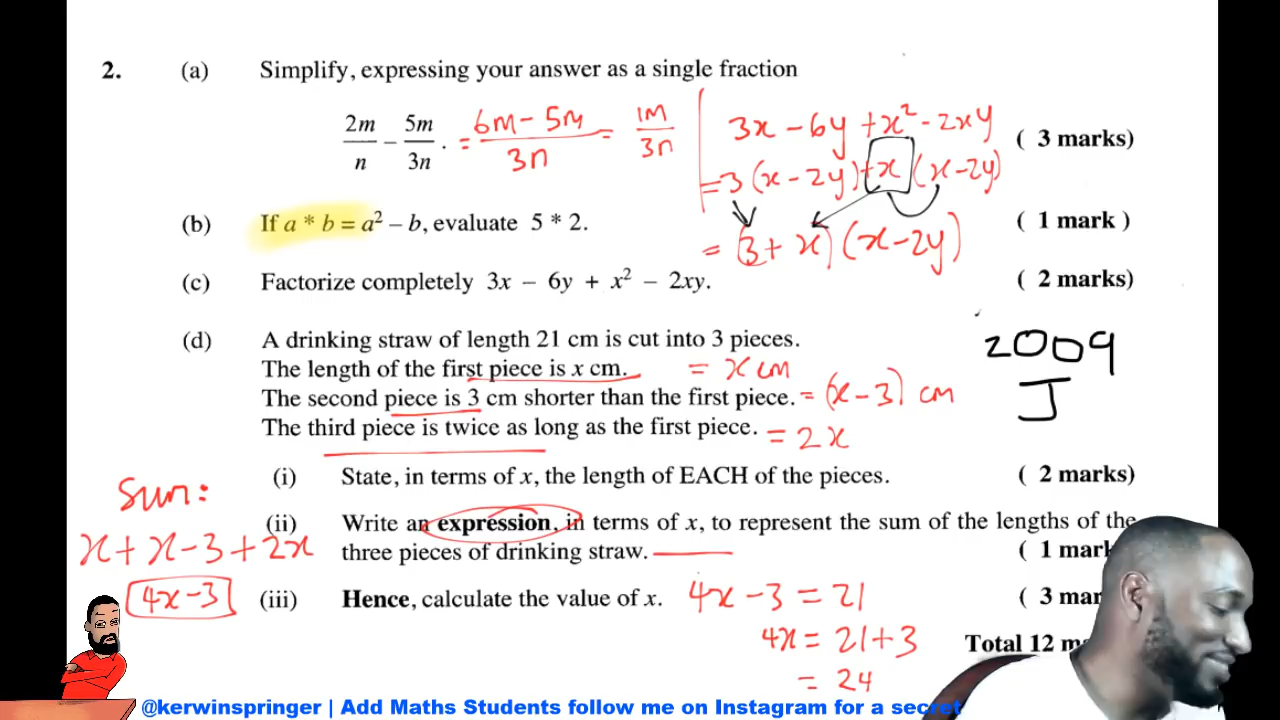 2. (a) Simplify, expressing your answer as a single fraction
2m/n − 5m/3n . = 6m − 5m/3n = 1m/3n
3x − 6y + x² − 2xy
( 3 marks)
= 3(x − 2y) + x(x − 2y)
= (3 + x)(x − 2y)
(b) If a * b = a² – b, evaluate 5 * 2.
( 1 mark )
(c) Factorize completely 3x − 6y + x² − 2xy.
( 2 marks)
(d) A drinking straw of length 21 cm is cut into 3 pieces.
The length of the first piece is x cm. = x cm
The second piece is 3 cm shorter than the first piece. = (x − 3) cm
The third piece is twice as long as the first piece. = 2x
2009
J
(i) State, in terms of x, the length of EACH of the pieces. ( 2 marks)
Sum:
x + x − 3 + 2x
4x − 3
(ii) Write an expression, in terms of x, to represent the sum of the lengths of the
three pieces of drinking straw. ( 1 mark
(iii) Hence, calculate the value of x. ( 3 mar
4x − 3 = 21
4x = 21 + 3
= 24
Total 12 m
@kerwinspringer | Add Maths Students follow me on Instagram for a secret